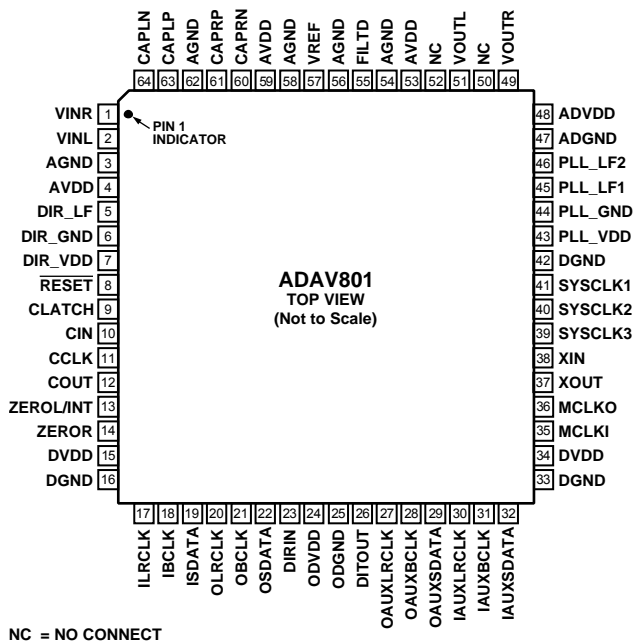 CAPLN
CAPLP
AGND
CAPRP
CAPRN
AVDD
AGND
VREF
AGND
FILTD
AGND
AVDD
NC
VOUTL
NC
VOUTR
64 63 62 61 60 59 58 57 56 55 54 53 52 51 50 49
VINR 1
VINL 2
AGND 3
AVDD 4
DIR_LF 5
DIR_GND 6
DIR_VDD 7
RESET 8
CLATCH 9
CIN 10
CCLK 11
COUT 12
ZEROL/INT 13
ZEROR 14
DVDD 15
DGND 16
PIN 1
INDICATOR
ADAV801
TOP VIEW
(Not to Scale)
48 ADVDD
47 ADGND
46 PLL_LF2
45 PLL_LF1
44 PLL_GND
43 PLL_VDD
42 DGND
41 SYSCLK1
40 SYSCLK2
39 SYSCLK3
38 XIN
37 XOUT
36 MCLKO
35 MCLKI
34 DVDD
33 DGND
17 18 19 20 21 22 23 24 25 26 27 28 29 30 31 32
ILRCLK
IBCLK
ISDATA
OLRCLK
OBCLK
OSDATA
DIRIN
ODVDD
ODGND
DITOUT
OAUXLRCLK
OAUXBCLK
OAUXSDATA
IAUXLRCLK
IAUXBCLK
IAUXSDATA
NC = NO CONNECT